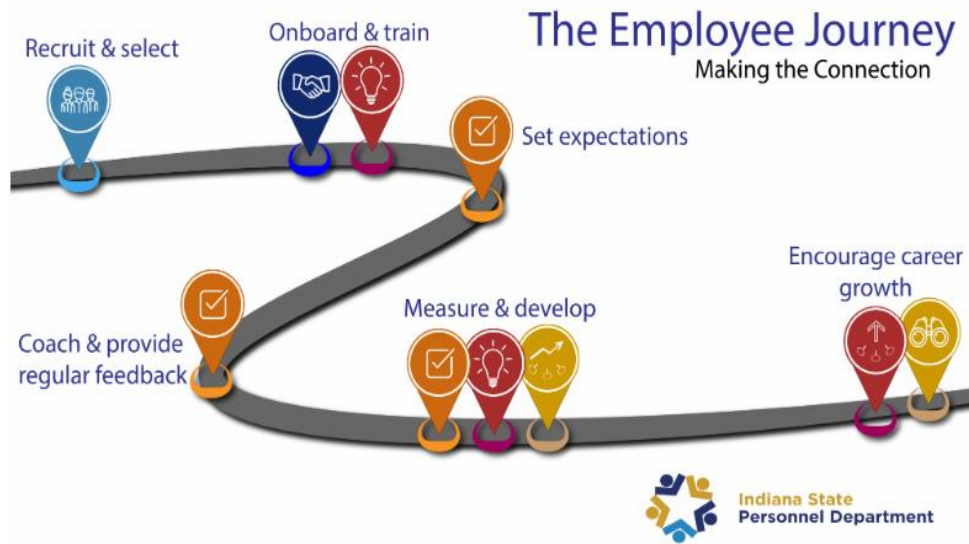 The Employee Journey
Making the Connection
Recruit & select
Onboard & train
Set expectations
Coach & provide
regular feedback
Measure & develop
Encourage career
growth
Indiana State
Personnel Department